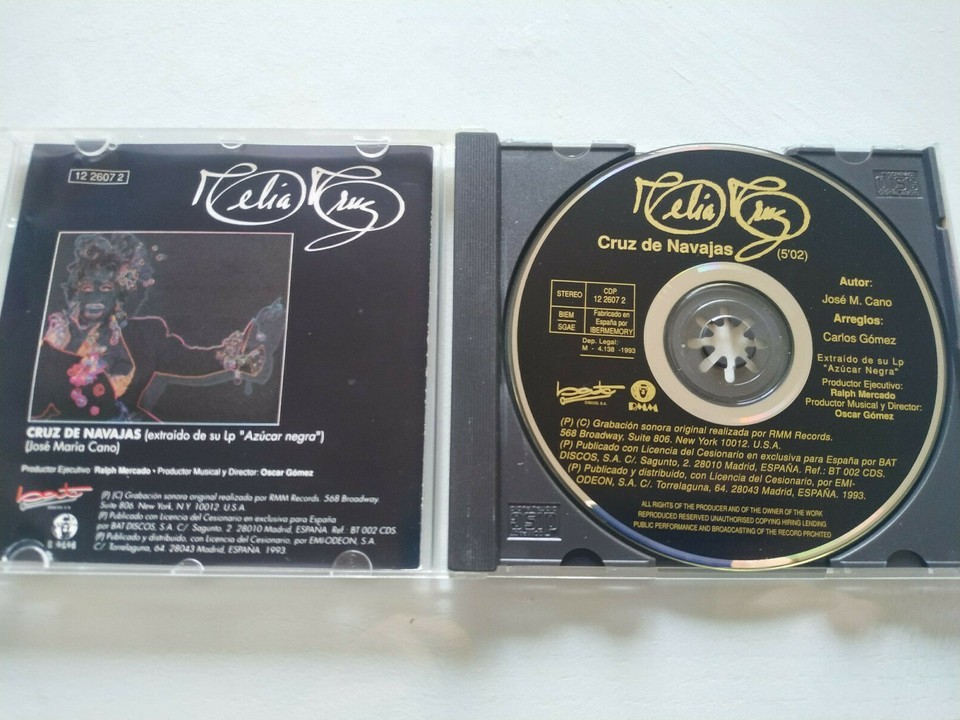 12 2607 2
Celia Cruz
CRUZ DE NAVAJAS (extraido de su Lp "Azúcar negra")
(José Maria Cano)
Productor Ejecutivo Ralph Mercado • Productor Musical y Director: Oscar Gómez
bat
(P) (C) Grabación sonora original realizada por RMM Records. 568 Broadway.
Suite 806. New York, N.Y 10012 U.S.A
(P) Publicado con Licencia del Cesionario en exclusiva para España
por BAT DISCOS, S.A. C/ Sagunto. 2 28010 Madrid, ESPAÑA. Ref.: BT 002 CDS.
(P) Publicado y distribuido, con Licencia del Cesionario. por EMI-ODEON, S.A.
C/ Torrelaguna, 64. 28043 Madrid, ESPAÑA. 1993.
Celia Cruz
Cruz de Navajas (5'02)
STEREO
CDP
12 2607 2
BIEM
SGAE
Fabricado en
España por
IBERMEMORY
Dep. Legal:
M - 4.138 -1993
Autor:
José M. Cano
Arreglos:
Carlos Gómez
Extraído de su Lp
"Azúcar Negra"
Productor Ejecutivo:
Ralph Mercado
Productor Musical y Director:
Oscar Gómez
bat
DISCOS, S.A.
RMM
(P) (C) Grabación sonora original realizada por RMM Records.
568 Broadway, Suite 806. New York 10012. U.S.A.
(P) Publicado con Licencia del Cesionario en exclusiva para España por BAT
DISCOS, S.A. C/. Sagunto, 2. 28010 Madrid, ESPAÑA. Ref.: BT 002 CDS.
(P) Publicado y distribuido, con Licencia del Cesionario, por EMI-
ODEON, S.A. C/ Torrelaguna, 64. 28043 Madrid, ESPAÑA. 1993.
ALL RIGHTS OF THE PRODUCER AND OF THE OWNER OF THE WORK
REPRODUCED RESERVED UNAUTHORISED COPYING HIRING LENDING
PUBLIC PERFORMANCE AND BROADCASTING OF THE RECORD PROHIBITED